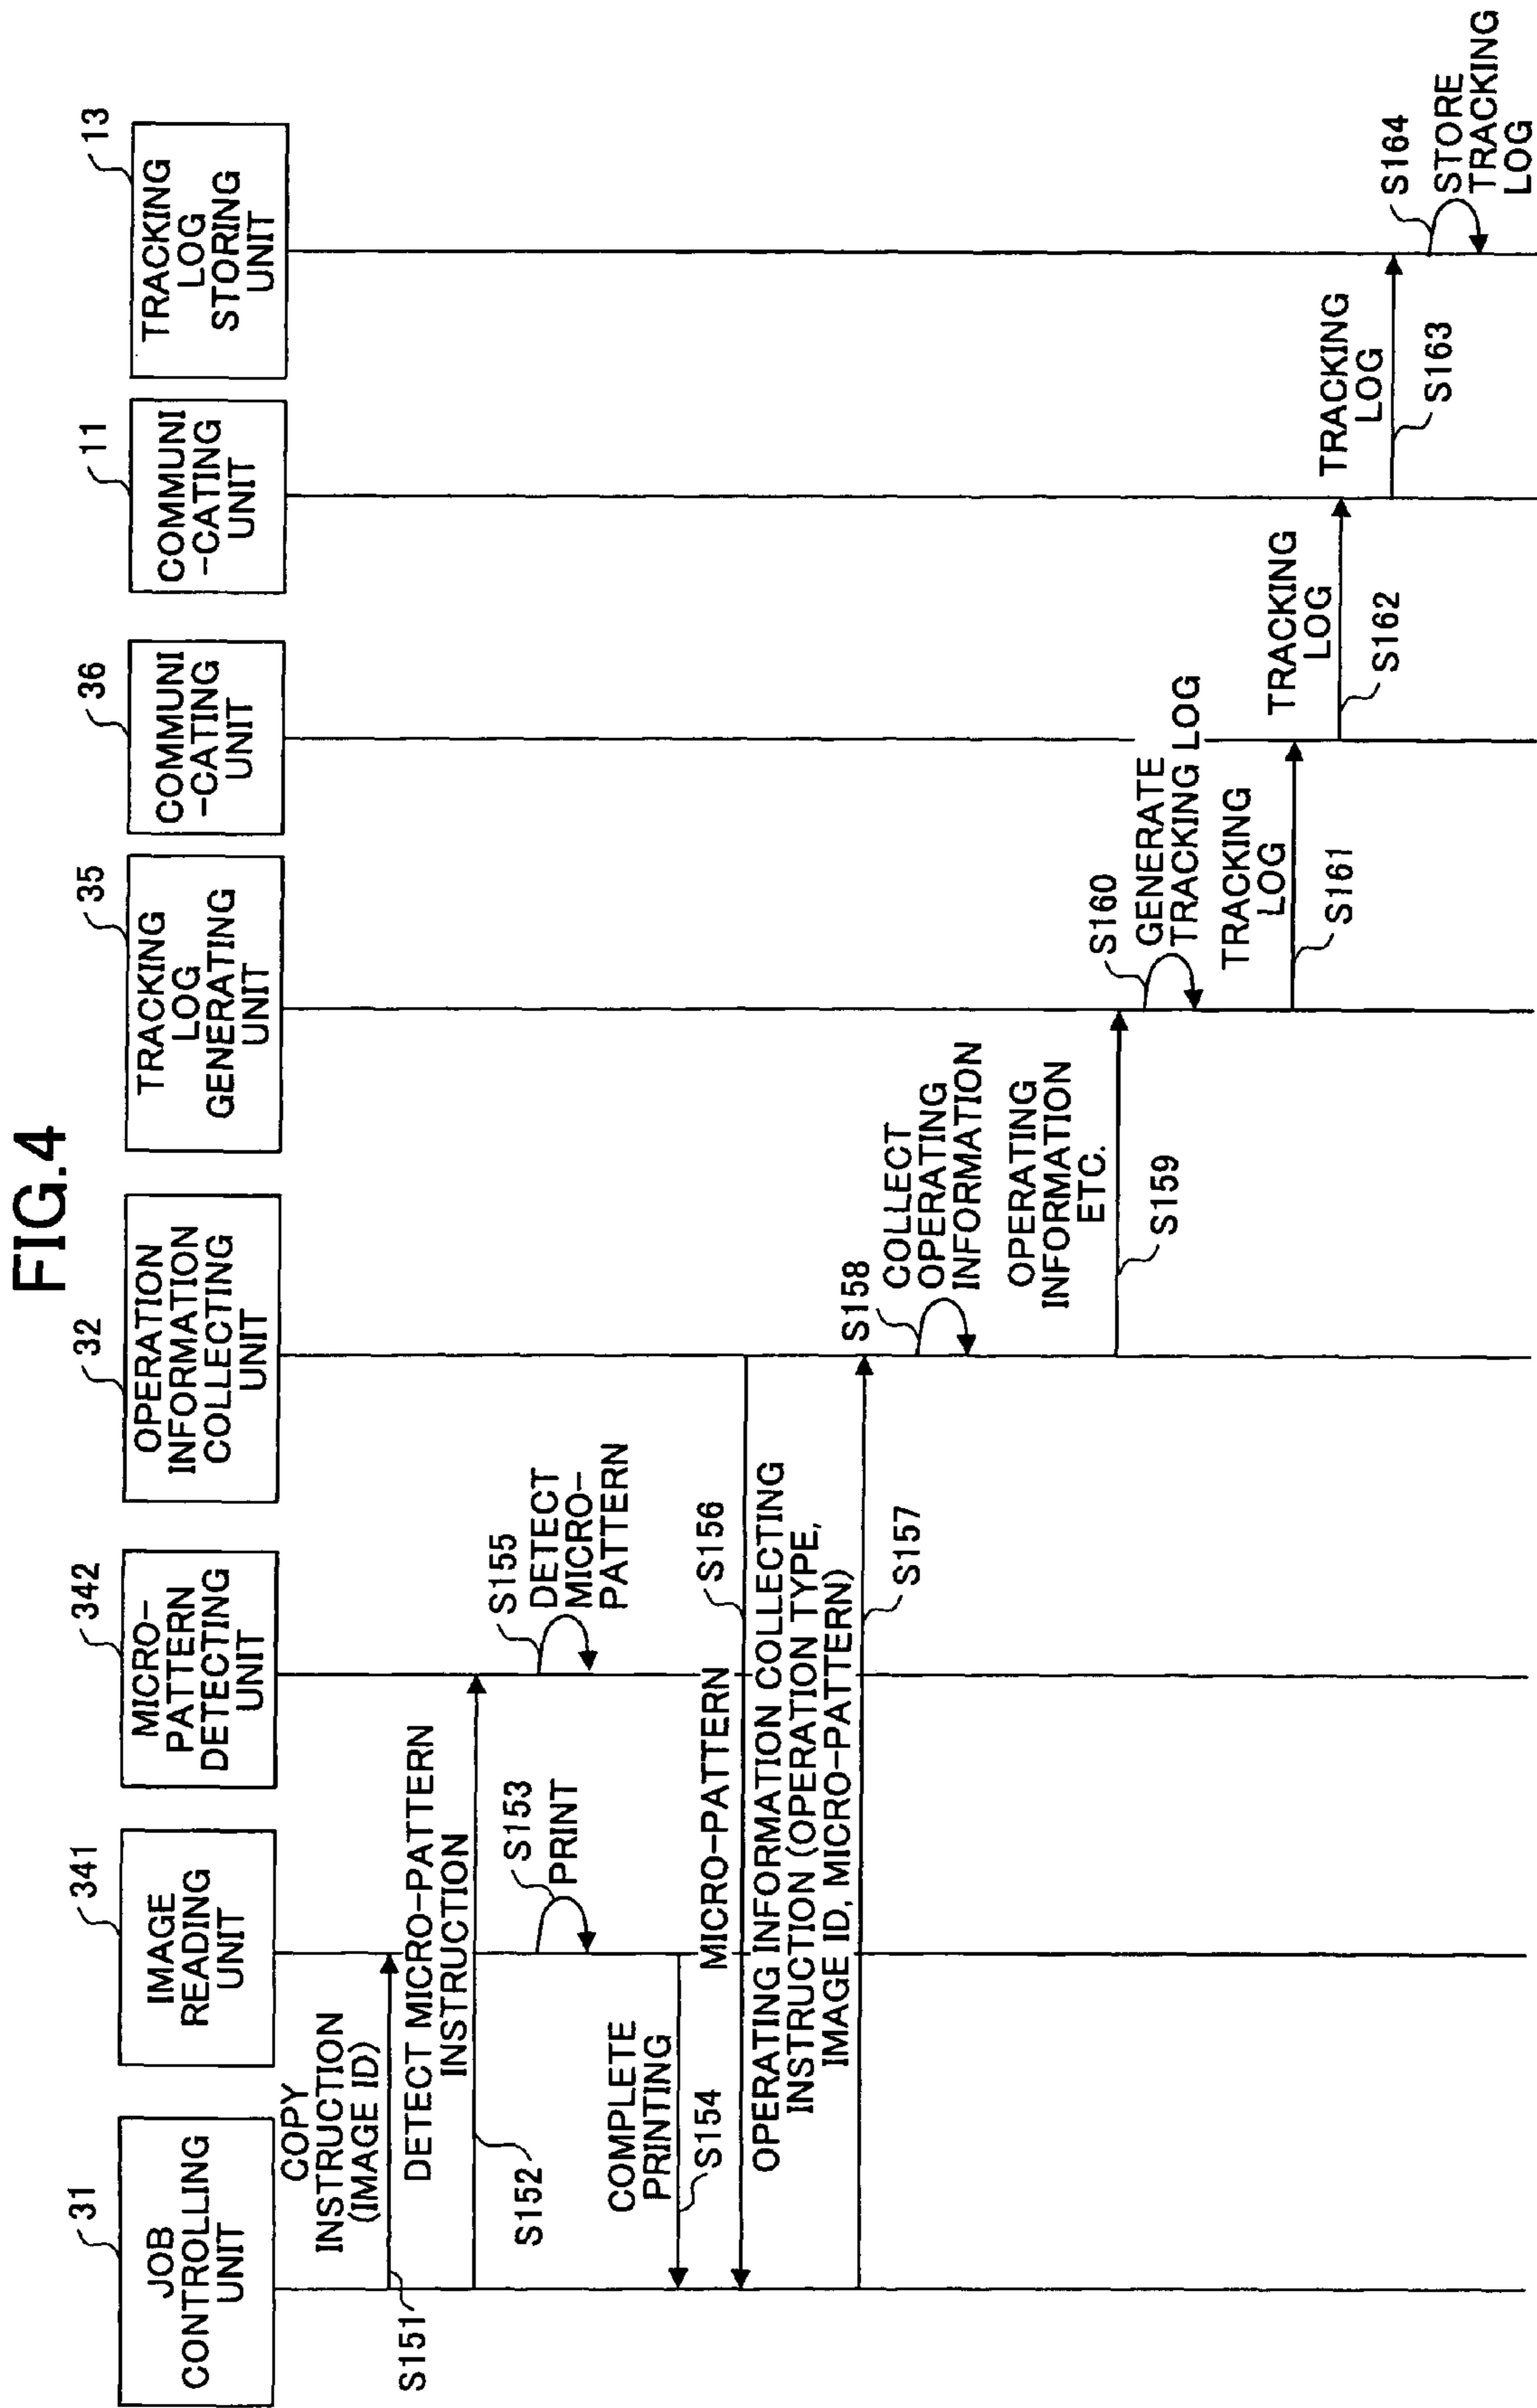 FIG.4
31
JOB
CONTROLLING
UNIT
341
IMAGE
READING
UNIT
342
MICRO-
PATTERN
DETECTING
UNIT
32
OPERATION
INFORMATION
COLLECTING
UNIT
35
TRACKING
LOG
GENERATING
UNIT
36
COMMUNI
-CATING
UNIT
11
COMMUNI
-CATING
UNIT
13
TRACKING
LOG
STORING
UNIT
COPY
INSTRUCTION
(IMAGE ID)
S151
DETECT MICRO-PATTERN
INSTRUCTION
S152
S153
PRINT
S155
DETECT
MICRO-
PATTERN
COMPLETE
PRINTING
S154
MICRO-PATTERN
S156
OPERATING INFORMATION COLLECTING
INSTRUCTION (OPERATION TYPE,
IMAGE ID, MICRO-PATTERN)
S157
S158
COLLECT
OPERATING
INFORMATION
OPERATING
INFORMATION
ETC.
S159
S160
GENERATE
TRACKING LOG
TRACKING
LOG
S161
TRACKING
LOG
S162
TRACKING
LOG
S163
S164
STORE
TRACKING
LOG